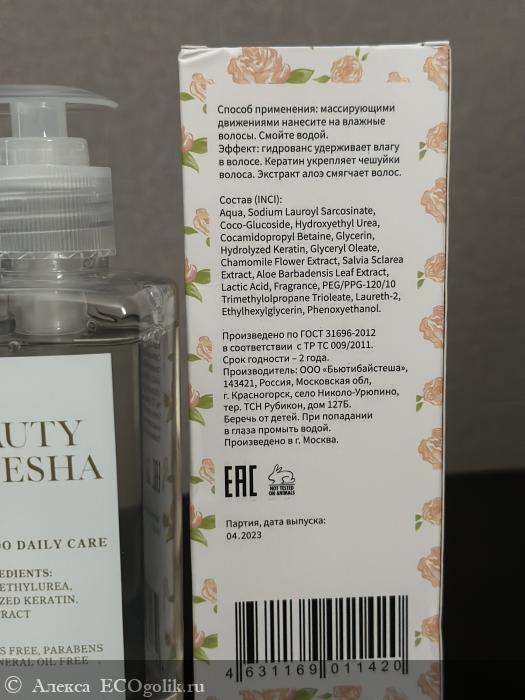 Способ применения: массирующими
движениями нанесите на влажные
волосы. Смойте водой.
Эффект: гидрованс удерживает влагу
в волосе. Кератин укрепляет чешуйки
волоса. Экстракт алоэ смягчает волос.
Состав (INCI):
Aqua, Sodium Lauroyl Sarcosinate,
Coco-Glucoside, Hydroxyethyl Urea,
Cocamidopropyl Betaine, Glycerin,
Hydrolyzed Keratin, Glyceryl Oleate,
Chamomile Flower Extract, Salvia Sclarea
Extract, Aloe Barbadensis Leaf Extract,
Lactic Acid, Fragrance, PEG/PPG-120/10
Trimethylolpropane Trioleate, Laureth-2,
Ethylhexylglycerin, Phenoxyethanol.
Произведено по ГОСТ 31696-2012
в соответствии с ТР ТС 009/2011.
Срок годности – 2 года.
Производитель: ООО «Бьютибайстеша»,
143421, Россия, Московская обл,
г. Красногорск, село Николо-Урюпино,
тер. ТСН Рубикон, дом 127Б.
Беречь от детей. При попадании
в глаза промыть водой.
Произведено в г. Москва.
EAC
NOT TESTED
ON ANIMALS
Партия, дата выпуска:
04.2023
4 631169 011420
AUTY
ESHA
OO DAILY CARE
EDIENTS:
ETHYLUREA,
ZED KERATIN,
TRACT
S FREE, PARABENS
NERAL OIL FREE
© Алекса ECOgolik.ru